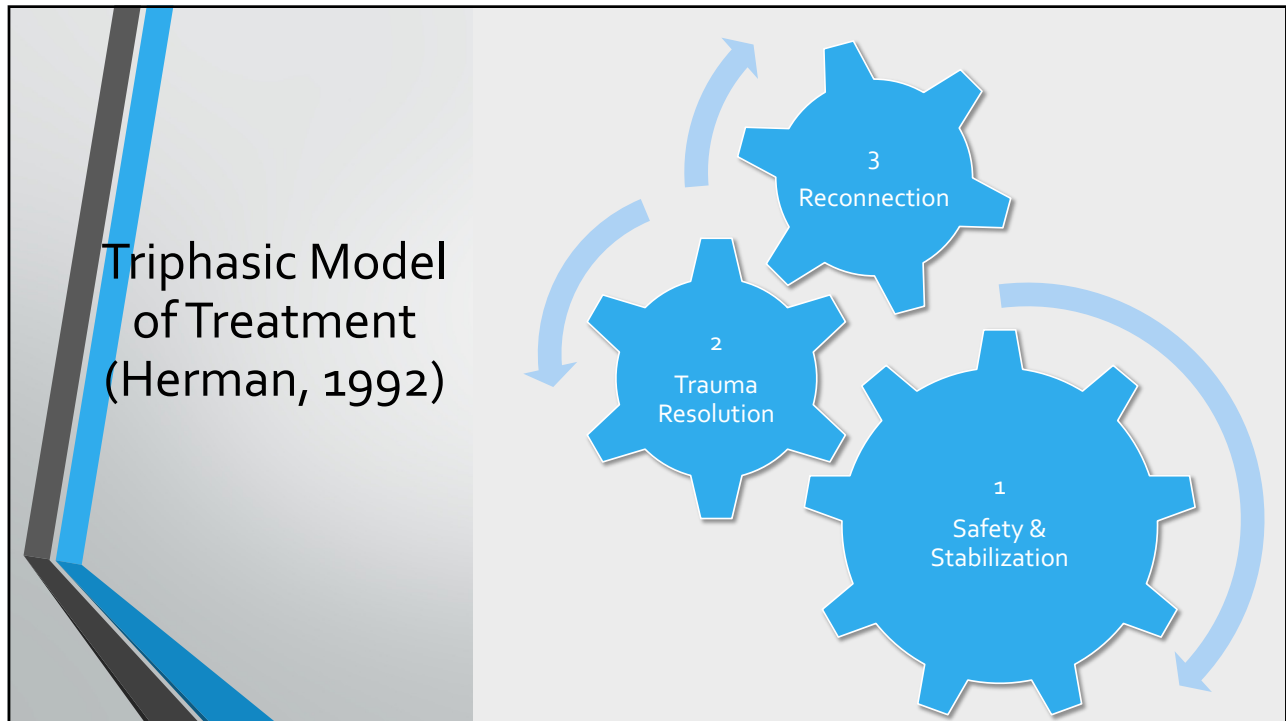 Triphasic Model
of Treatment
(Herman, 1992)
3
Reconnection
2
Trauma
Resolution
1
Safety &
Stabilization